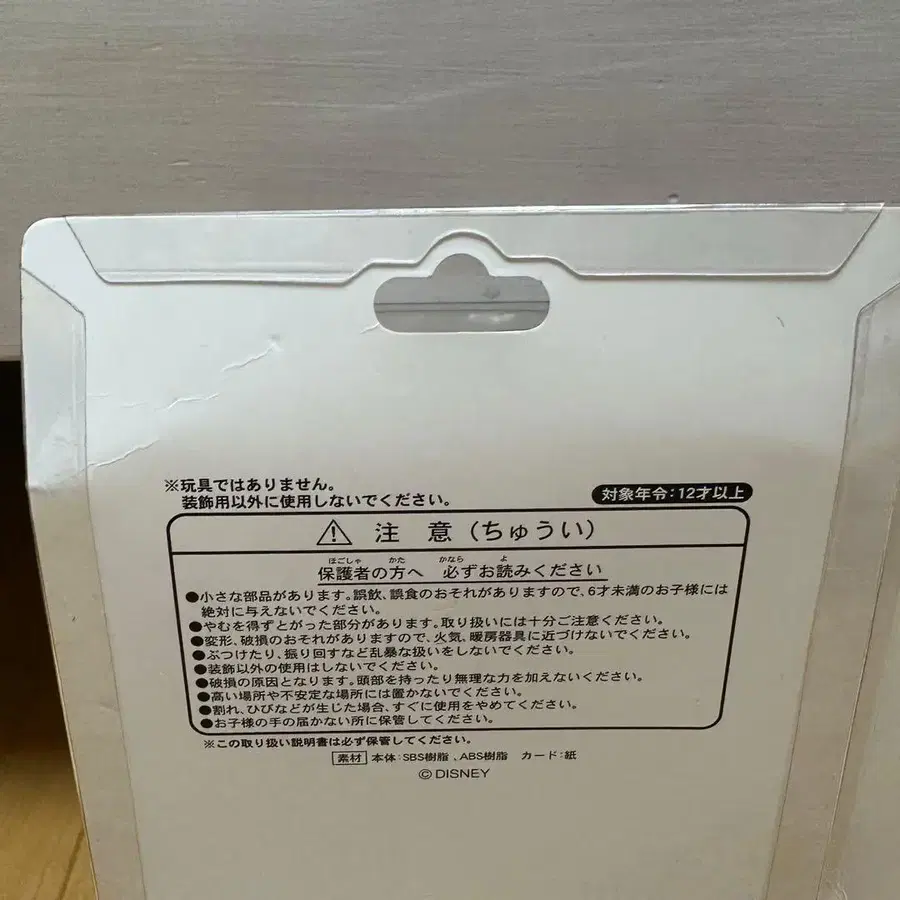 ※玩具ではありません。
装飾用以外に使用しないでください。
対象年令：12才以上
注 意（ちゅうい）
ほごしゃ かた かなら よ
保護者の方へ 必ずお読みください
●小さな部品があります。誤飲、誤食のおそれがありますので、6才未満のお子様には
絶対に与えないでください。
●やむを得ずとがった部分があります。取り扱いには十分ご注意ください。
●変形、破損のおそれがありますので、火気、暖房器具に近づけないでください。
●ぶつけたり、振り回すなど乱暴な扱いをしないでください。
●装飾以外の使用はしないでください。
●破損の原因となります。頭部を持ったり無理な力を加えないください。
●高い場所や不安定な場所には置かないでください。
●割れ、ひびなどが生じた場合、すぐに使用をやめてください。
●お子様の手の届かない所に保管してください。
※この取り扱い説明書は必ず保管してください。
素材 本体：SBS樹脂、ABS樹脂 カード：紙
©DISNEY